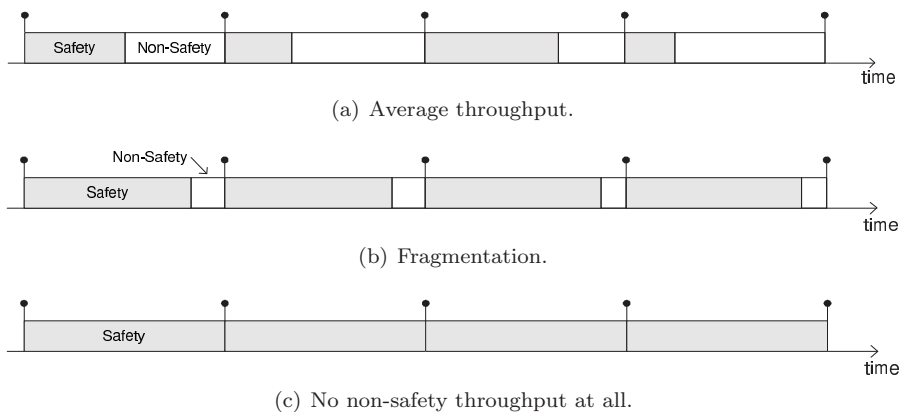 Safety Non-Safety
time
(a) Average throughput.
Non-Safety
Safety
time
(b) Fragmentation.
Safety
time
(c) No non-safety throughput at all.